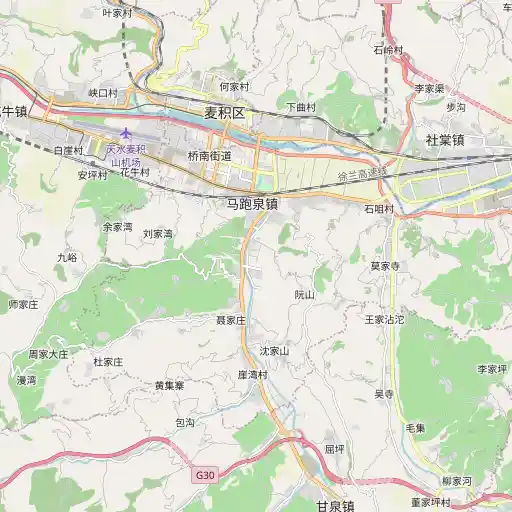 叶家村
石岭村
峡口村
何家村
李家渠
下曲村
步沟
牛镇
麦积区
社棠镇
天水麦积
山机场
白崖村
桥南街道
花牛村
安坪村
徐兰高速线
马跑泉镇
石咀村
余家湾
刘家湾
九峪
莫家寺
阮山
师家庄
聂家庄
王家沾沱
周家大庄
杜家庄
沈家山
李家坪
漫湾
黄集寨
崖湾村
吴寺
包沟
毛集
屈坪
G30
柳家河
甘泉镇
董家坪村